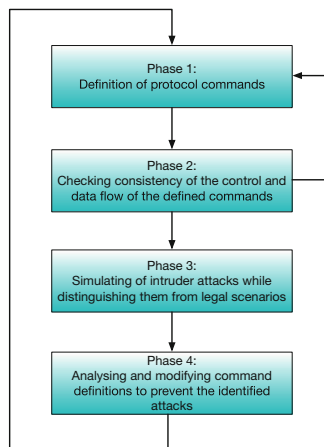 Phase 1:
Definition of protocol commands
Phase 2:
Checking consistency of the control and
data flow of the defined commands
Phase 3:
Simulating of intruder attacks while
distinguishing them from legal scenarios
Phase 4:
Analysing and modifying command
definitions to prevent the identified
attacks